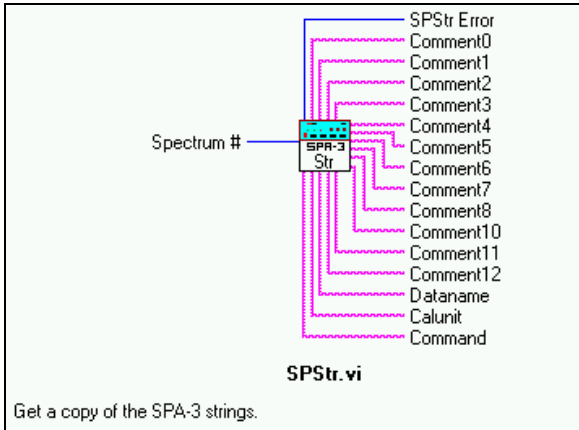 SPStr Error
Comment0
Comment1
Comment2
Comment3
Comment4
Spectrum #
SPA-3
Comment5
Str
Comment6
Comment7
Comment8
Comment10
Comment11
Comment12
Dataname
Calunit
Command
SPStr.vi
Get a copy of the SPA-3 strings.